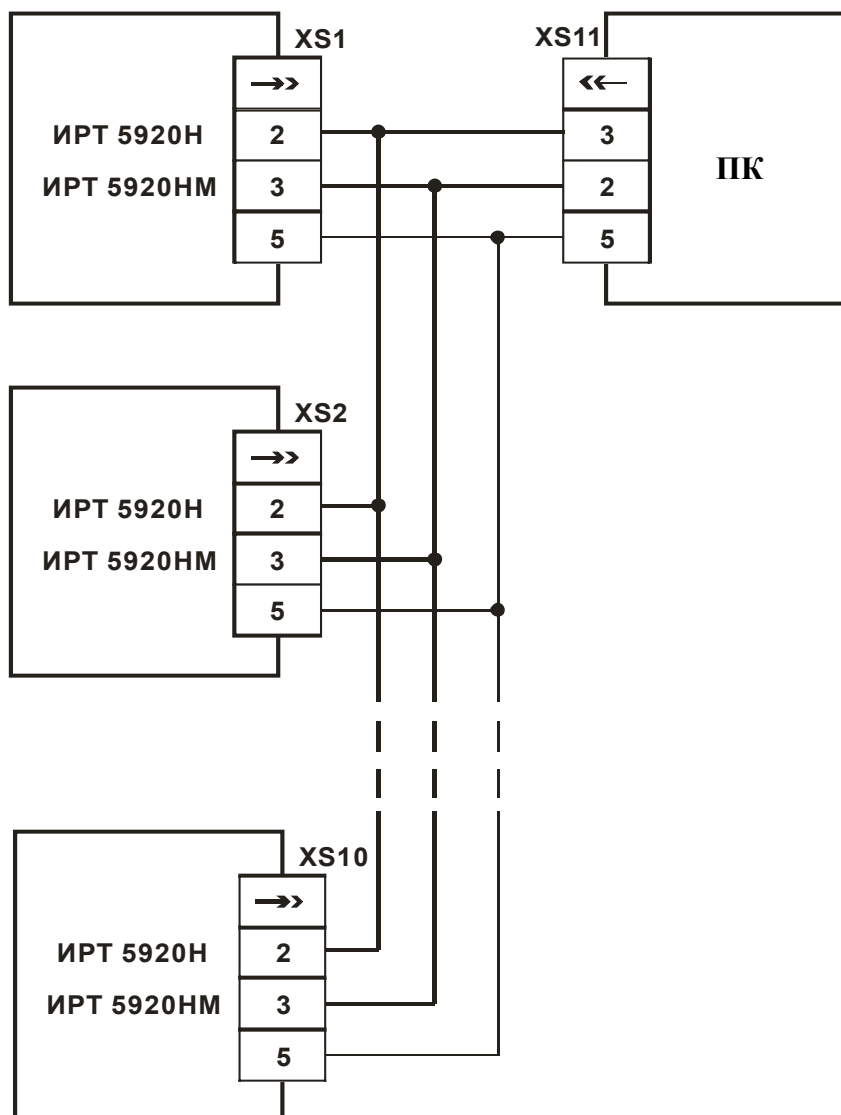 XS1 XS11
2 3
ИРТ 5920Н
3 2
ИРТ 5920НМ
ПК
5 5
XS2
ИРТ 5920Н 2
ИРТ 5920НМ 3
5
XS10
ИРТ 5920Н 2
ИРТ 5920НМ 3
5